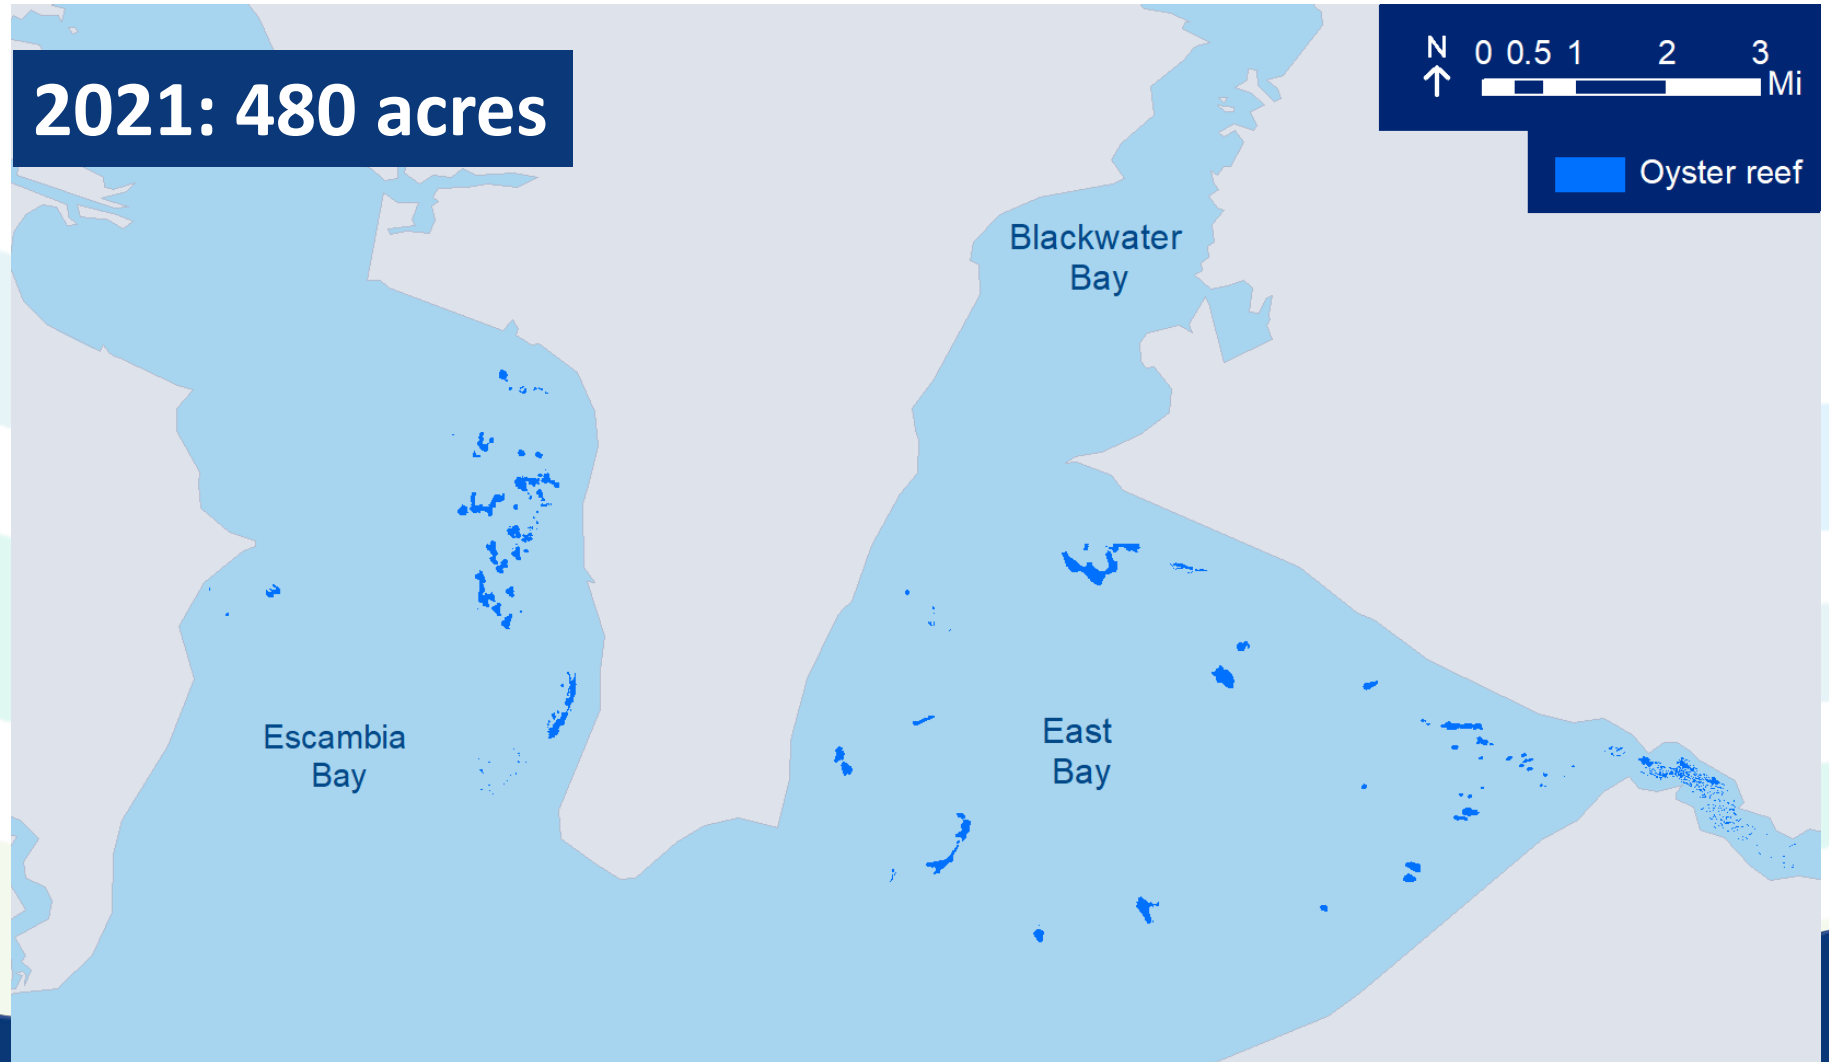 2021: 480 acres
N 0 0.5 1 2 3
Mi
Oyster reef
Blackwater
Bay
Escambia
Bay
East
Bay